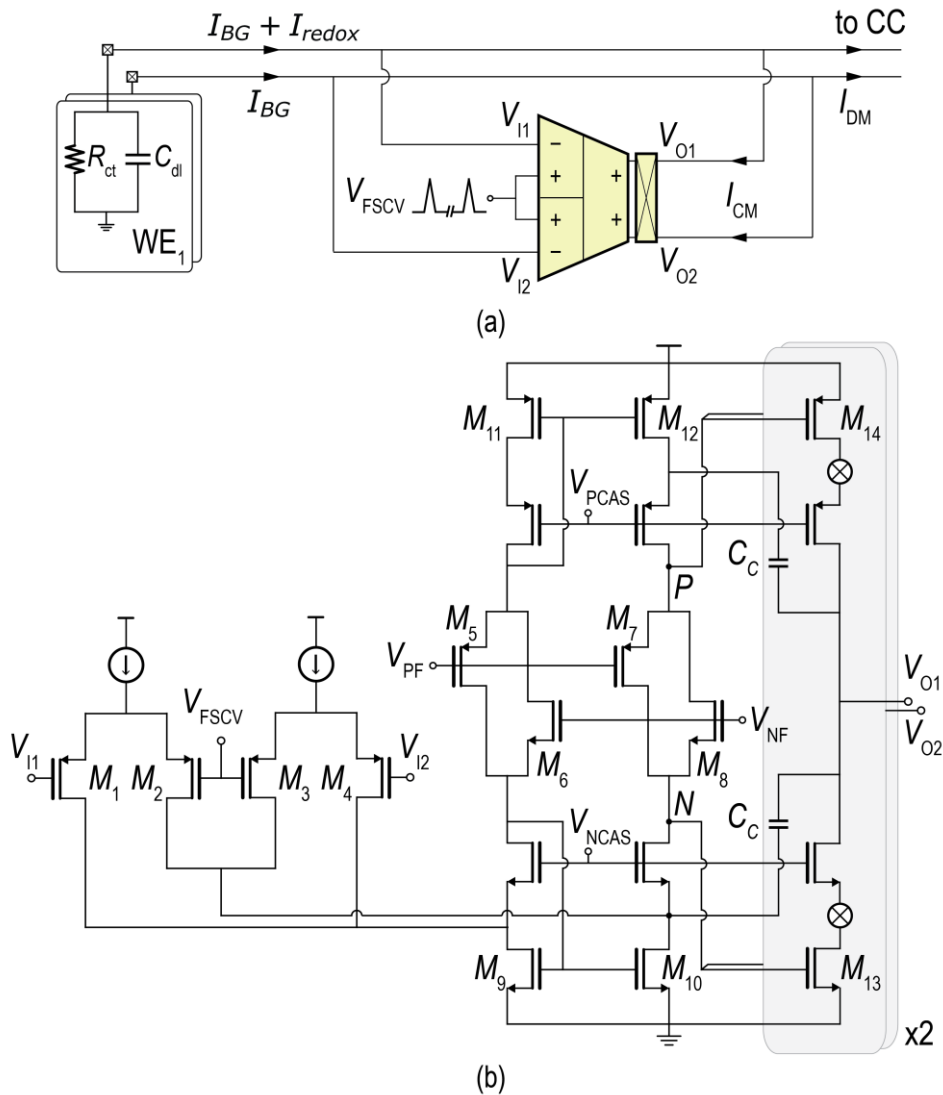 I_BG + I_redox
to CC
I_BG
V_I1
V_O1
I_DM
R_ct
C_dl
V_FSCV
I_CM
WE_1
V_I2
V_O2
(a)
M_11
M_12
M_14
V_PCAS
C_C
P
M_5
M_7
V_PF
V_O1
V_FSCV
V_NF
V_O2
V_I1
V_I2
M_1
M_2
M_3
M_4
M_6
M_8
N
V_NCAS
C_C
M_9
M_10
M_13
x2
(b)